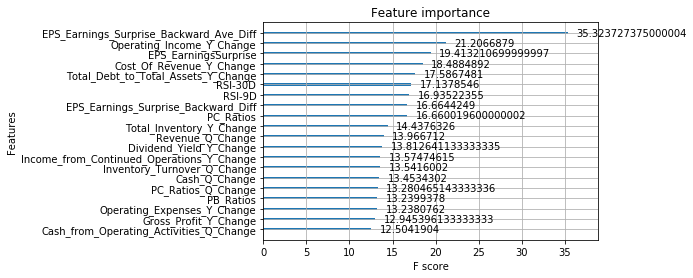 Feature importance
EPS_Earnings_Surprise_Backward_Ave_Diff 35.323727375000004
Operating_Income_Y_Change 21.2066879
EPS_EarningsSurprise 19.413210699999997
Cost_Of_Revenue_Y_Change 18.4884892
Total_Debt_to_Total_Assets_Y_Change 17.5867481
RSI-30D 17.1378546
RSI-9D 16.93522355
EPS_Earnings_Surprise_Backward_Diff 16.6644249
PC_Ratios 16.660019600000002
Total_Inventory_Y_Change 14.4376326
Revenue_Q_Change 13.966712
Dividend_Yield_Y_Change 13.812641133333335
Income_from_Continued_Operations_Y_Change 13.57474615
Inventory_Turnover_Q_Change 13.5416002
Cash_Q_Change 13.4534302
PC_Ratios_Q_Change 13.280465143333336
PB_Ratios 13.2399378
Operating_Expenses_Y_Change 13.2380762
Gross_Profit_Y_Change 12.945396133333333
Cash_from_Operating_Activities_Q_Change 12.5041904
Features
0 5 10 15 20 25 30 35
F score